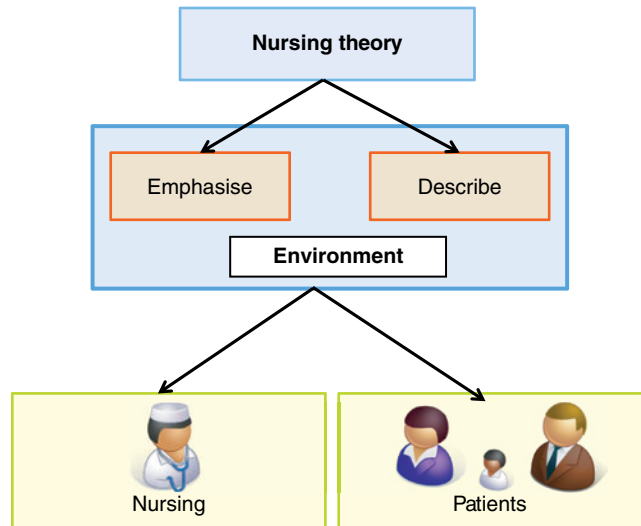 Nursing theory
Emphasise
Describe
Environment
Nursing
Patients